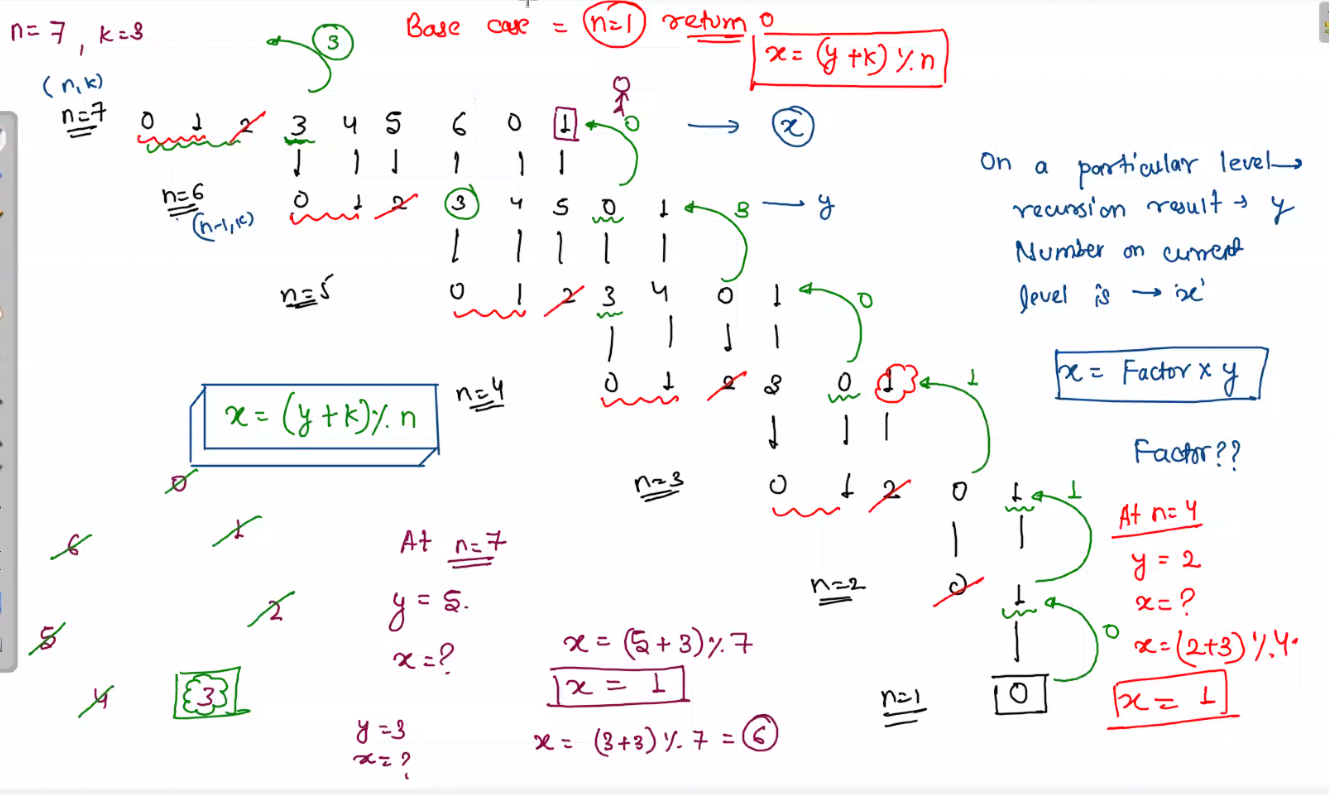 n=7, k=3
3
Base case = n=1 return 0
x= (y+k) % n
(n,k)
n=7 0 1 2 3 4 5 6 0 1 0 → x
n=6 0 1 2 3 4 5 0 1 3 → y
(n-1,k)
n=5 0 1 2 3 4 0 1 0
n=4 0 1 2 3 0 1 1
n=3 0 1 2 0 1 1
n=2 0 1 0
n=1 0
On a particular level→
recursion result → y
Number on current
level is → 'x'
x= Factor x y
Factor??
x= (y+k)% n
0
6 1
5 2
4 3
At n=7
y = 5.
x=?
x= (5+3)% 7
x = 1
y=3
x=?
x= (3+3) % 7 = 6
At n=4
y = 2
x=?
x=(2+3)%4
x= 1